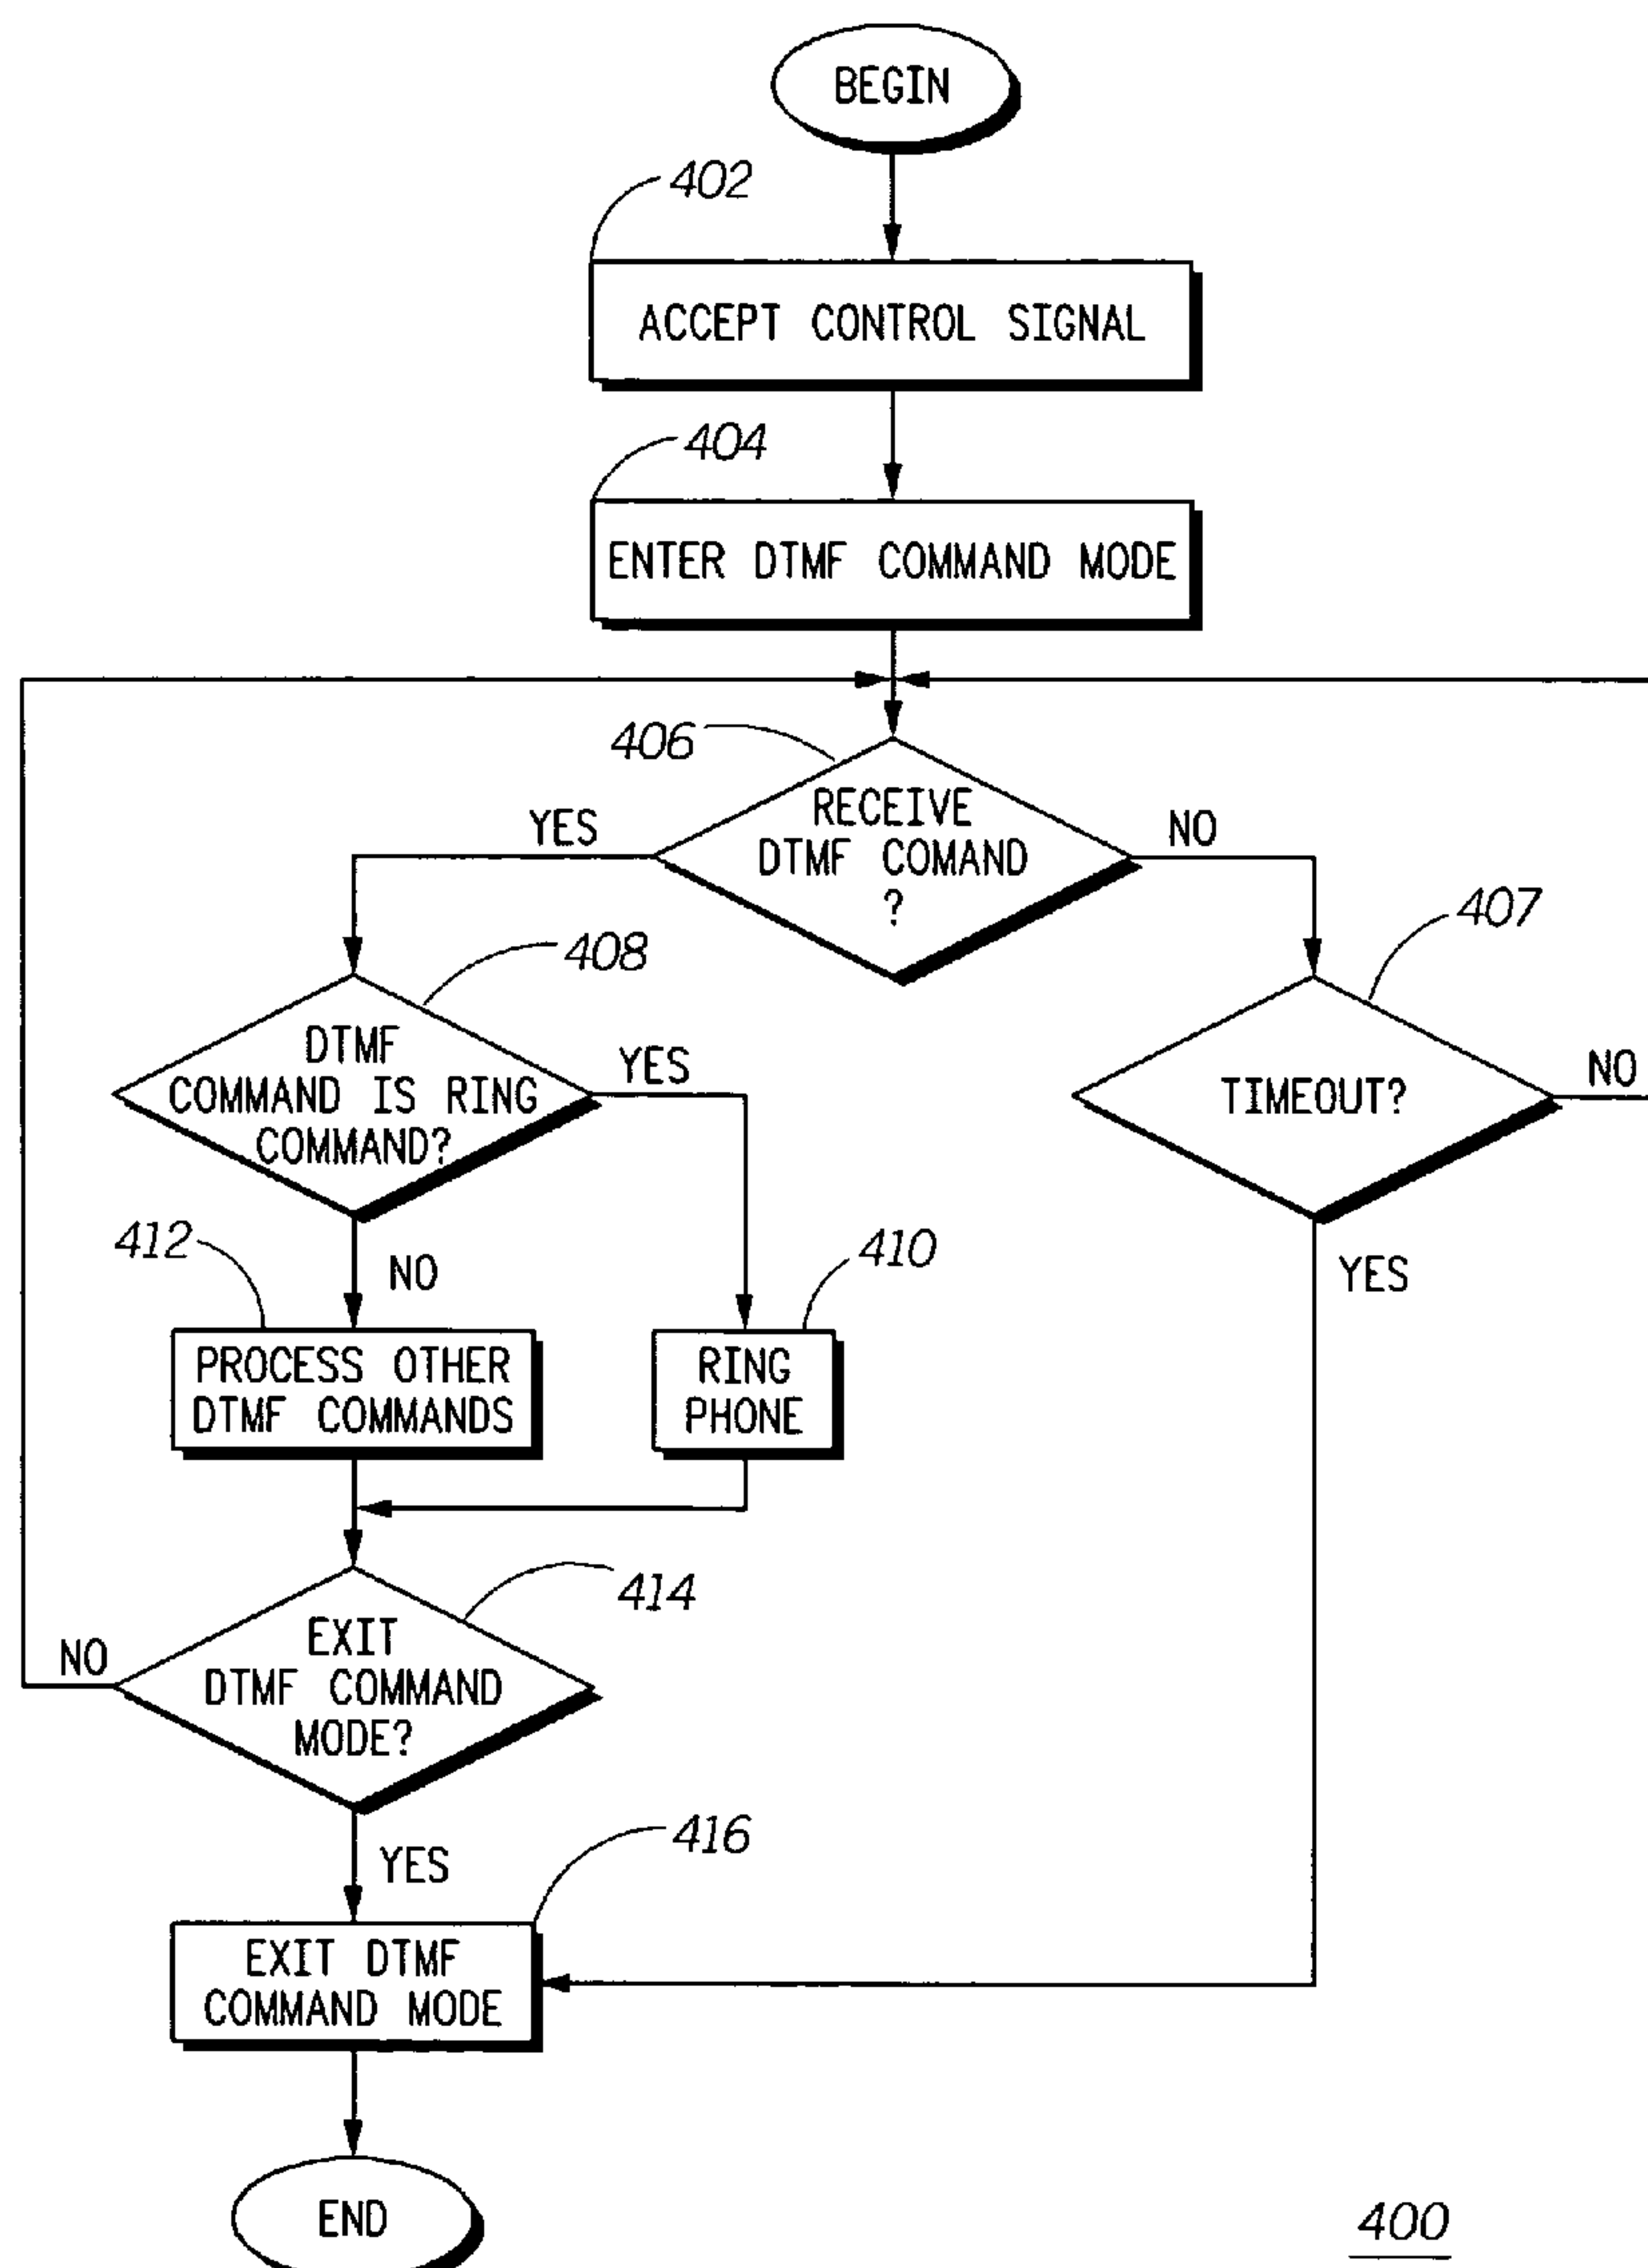 BEGIN
402
ACCEPT CONTROL SIGNAL
404
ENTER DTMF COMMAND MODE
406
RECEIVE
DTMF COMAND
?
YES
NO
407
408
DTMF
COMMAND IS RING
COMMAND?
YES
TIMEOUT?
NO
412
NO
410
YES
PROCESS OTHER
DTMF COMMANDS
RING
PHONE
414
EXIT
DTMF COMMAND
MODE?
NO
YES
416
EXIT DTMF
COMMAND MODE
END
400